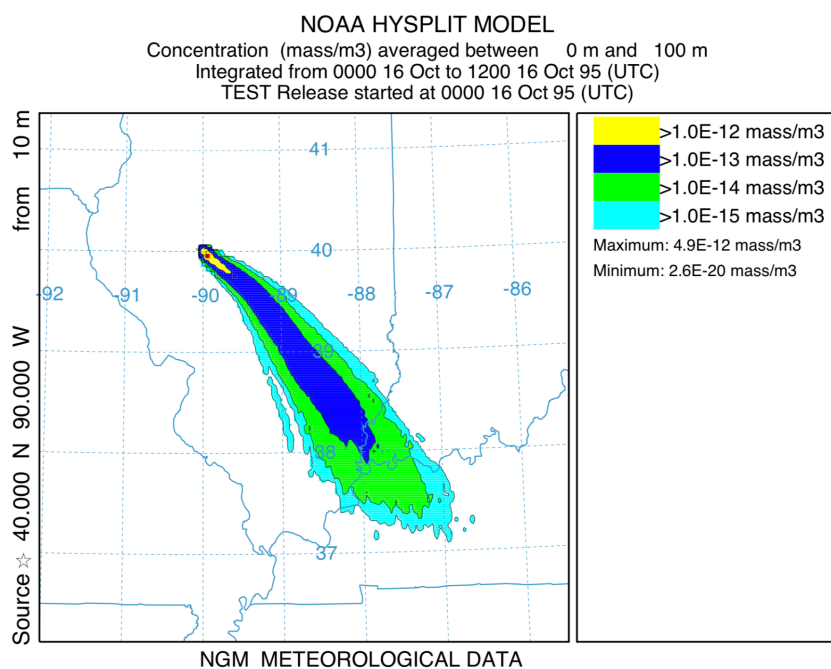 NOAA HYSPLIT MODEL
Concentration (mass/m3) averaged between 0 m and 100 m
Integrated from 0000 16 Oct to 1200 16 Oct 95 (UTC)
TEST Release started at 0000 16 Oct 95 (UTC)
Source ☆ 40.000 N 90.000 W from 10 m
41
40
-92 -91 -90 -89 -88 -87 -86
39
38
37
>1.0E-12 mass/m3
>1.0E-13 mass/m3
>1.0E-14 mass/m3
>1.0E-15 mass/m3
Maximum: 4.9E-12 mass/m3
Minimum: 2.6E-20 mass/m3
NGM METEOROLOGICAL DATA